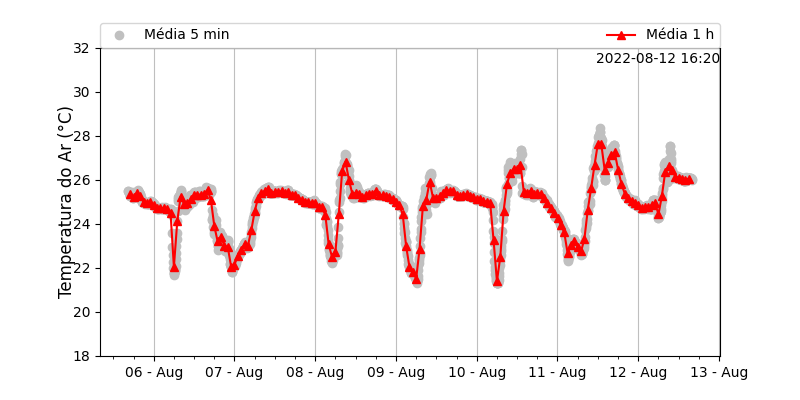 Média 5 min
Média 1 h
2022-08-12 16:20
Temperatura do Ar (°C)
32
30
28
26
24
22
20
18
06 - Aug
07 - Aug
08 - Aug
09 - Aug
10 - Aug
11 - Aug
12 - Aug
13 - Aug